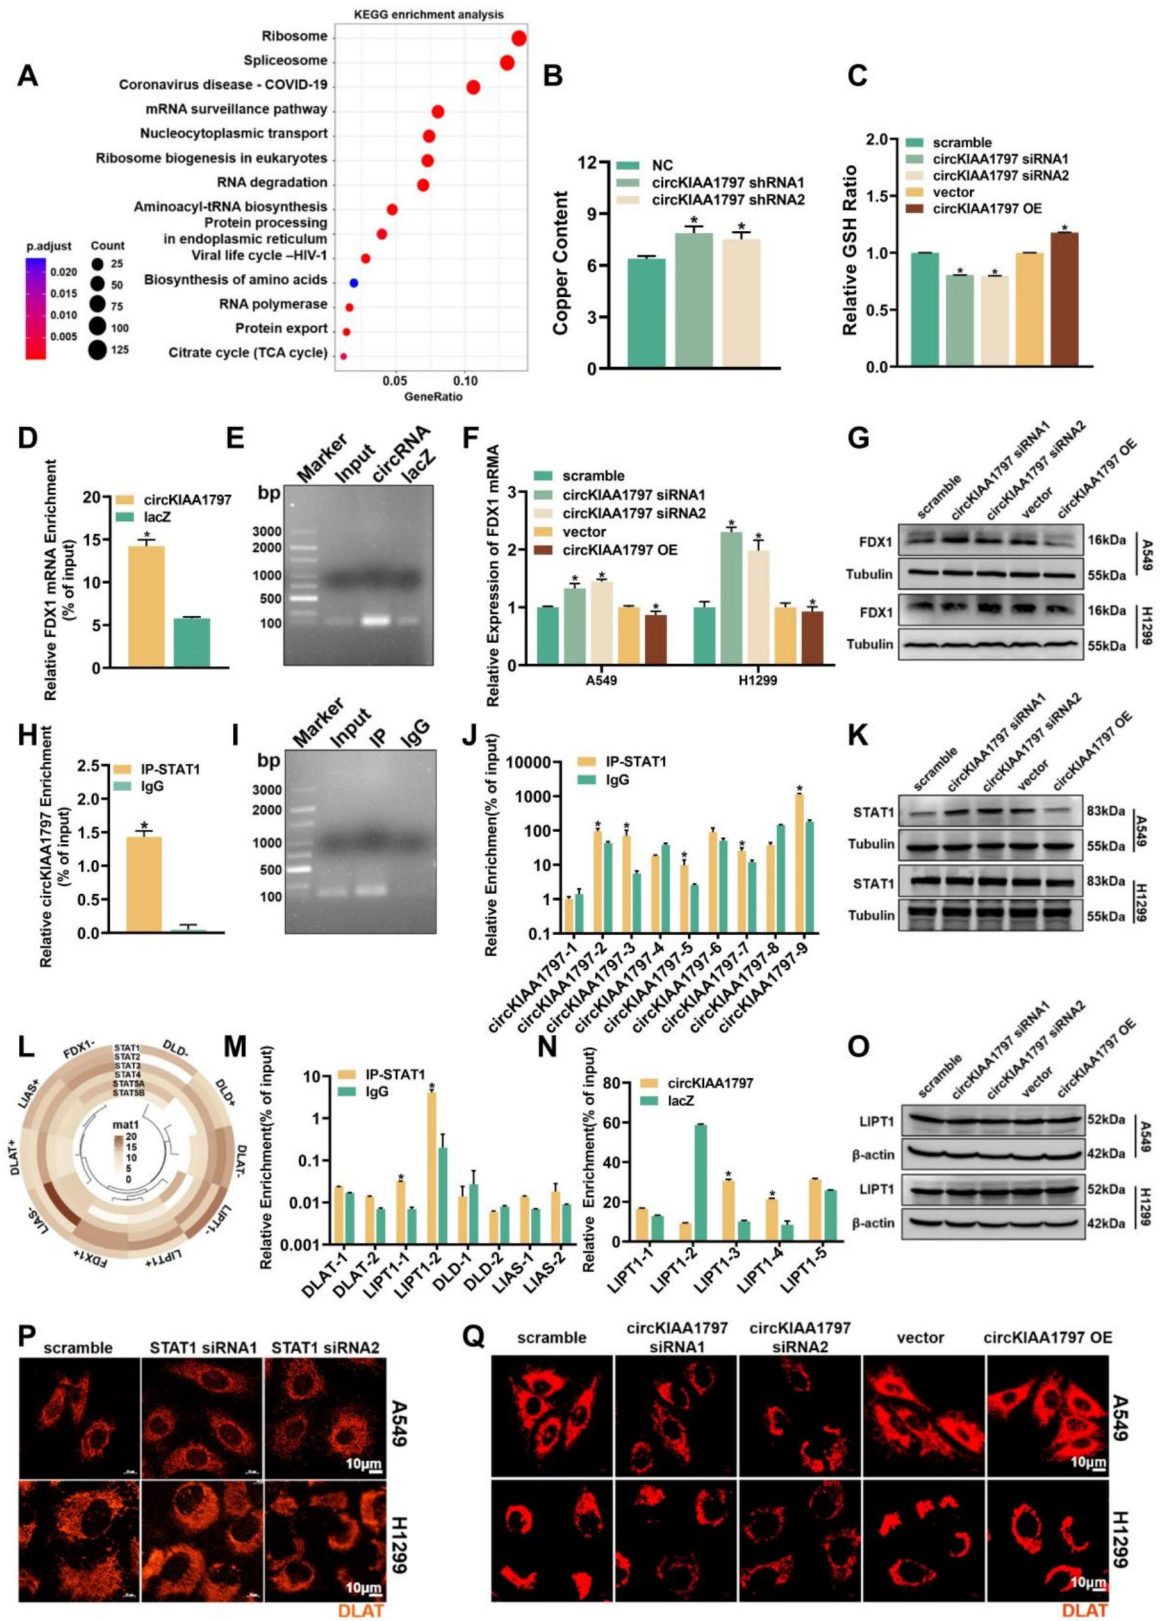 A
KEGG enrichment analysis
Ribosome
Spliceosome
Coronavirus disease - COVID-19
mRNA surveillance pathway
Nucleocytoplasmic transport
Ribosome biogenesis in eukaryotes
RNA degradation
Aminoacyl-tRNA biosynthesis
Protein processing
in endoplasmic reticulum
Viral life cycle –HIV-1
Biosynthesis of amino acids
RNA polymerase
Protein export
Citrate cycle (TCA cycle)
p.adjust
0.020
0.015
0.010
0.005
Count
25
50
75
100
125
0.05
0.10
GeneRatio
B
NC
circKIAA1797 shRNA1
circKIAA1797 shRNA2
Copper Content
12
9
6
3
0
* *
C
scramble
circKIAA1797 siRNA1
circKIAA1797 siRNA2
vector
circKIAA1797 OE
Relative GSH Ratio
2.0
1.5
1.0
0.5
0.0
* * *
D
Relative FDX1 mRNA Enrichment
(% of input)
20
15
10
5
0
circKIAA1797
lacZ
*
E
Marker
Input
circRNA
lacZ
bp
3000
2000
1000
500
100
F
Relative Expression of FDX1 mRMA
3
2
1
0
scramble
circKIAA1797 siRNA1
circKIAA1797 siRNA2
vector
circKIAA1797 OE
* * * * * *
A549
H1299
G
scramble
circKIAA1797 siRNA1
circKIAA1797 siRNA2
vector
circKIAA1797 OE
FDX1 16kDa
Tubulin 55kDa
A549
FDX1 16kDa
Tubulin 55kDa
H1299
H
Relative circKIAA1797 Enrichment
(% of input)
2.5
2.0
1.5
1.0
0.5
0.0
IP-STAT1
IgG
*
I
Marker
Input
IP
IgG
bp
3000
2000
1000
500
100
J
Relative Enrichmen(% of input)
10000
1000
100
10
1
0.1
IP-STAT1
IgG
* * * * *
circKIAA1797-1
circKIAA1797-2
circKIAA1797-3
circKIAA1797-4
circKIAA1797-5
circKIAA1797-6
circKIAA1797-7
circKIAA1797-8
circKIAA1797-9
K
scramble
circKIAA1797 siRNA1
circKIAA1797 siRNA2
vector
circKIAA1797 OE
STAT1 83kDa
Tubulin 55kDa
A549
STAT1 83kDa
Tubulin 55kDa
H1299
L
STAT1
STAT2
STAT3
STAT4
STAT5A
STAT5B
DLD-
DLD+
DLAT-
LIPT1-
LIPT1+
FDX1+
LIAS-
DLAT+
LIAS+
FDX1-
mat1
20
15
10
5
0
M
Relative Enrichment(% of input)
10
1
0.1
0.01
0.001
IP-STAT1
IgG
* *
DLAT-1
DLAT-2
LIPT1-1
LIPT1-2
DLD-1
DLD-2
LIAS-1
LIAS-2
N
Relative Enrichment(% of input)
80
60
40
20
0
circKIAA1797
lacZ
* *
LIPT1-1
LIPT1-2
LIPT1-3
LIPT1-4
LIPT1-5
O
scramble
circKIAA1797 siRNA1
circKIAA1797 siRNA2
vector
circKIAA1797 OE
LIPT1 52kDa
β-actin 42kDa
A549
LIPT1 52kDa
β-actin 42kDa
H1299
P
scramble
STAT1 siRNA1
STAT1 siRNA2
A549
10μm
H1299
10μm
DLAT
Q
scramble
circKIAA1797
siRNA1
circKIAA1797
siRNA2
vector
circKIAA1797 OE
A549
10μm
H1299
10μm
DLAT